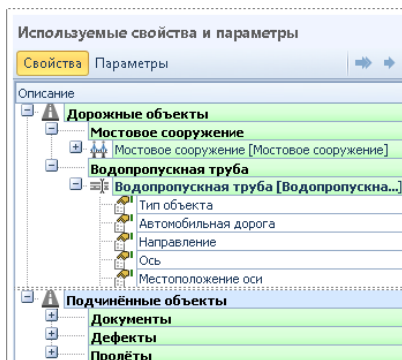 Используемые свойства и параметры
Свойства Параметры
Описание
Дорожные объекты
Мостовое сооружение
Мостовое сооружение [Мостовое сооружение]
Водопропускная труба
Водопропускная труба [Водопропускна...]
Тип объекта
Автомобильная дорога
Направление
Ось
Местоположение оси
Подчинённые объекты
Документы
Дефекты
Пролёты